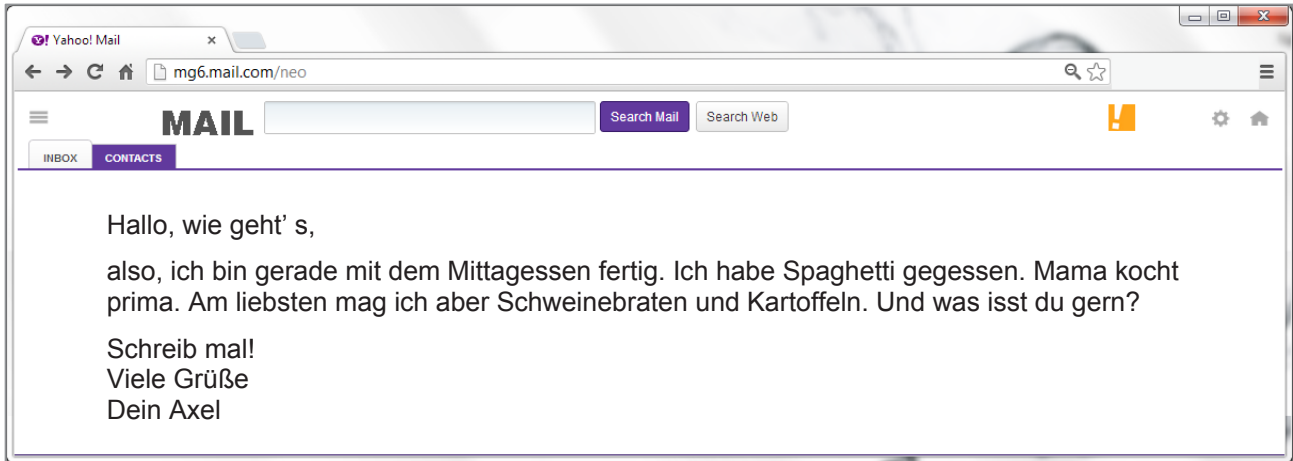 Yahoo! Mail
mg6.mail.com/neo
MAIL
Search Mail
Search Web
INBOX
CONTACTS
Hallo, wie geht' s,
also, ich bin gerade mit dem Mittagessen fertig. Ich habe Spaghetti gegessen. Mama kocht
prima. Am liebsten mag ich aber Schweinebraten und Kartoffeln. Und was isst du gern?
Schreib mal!
Viele Grüße
Dein Axel